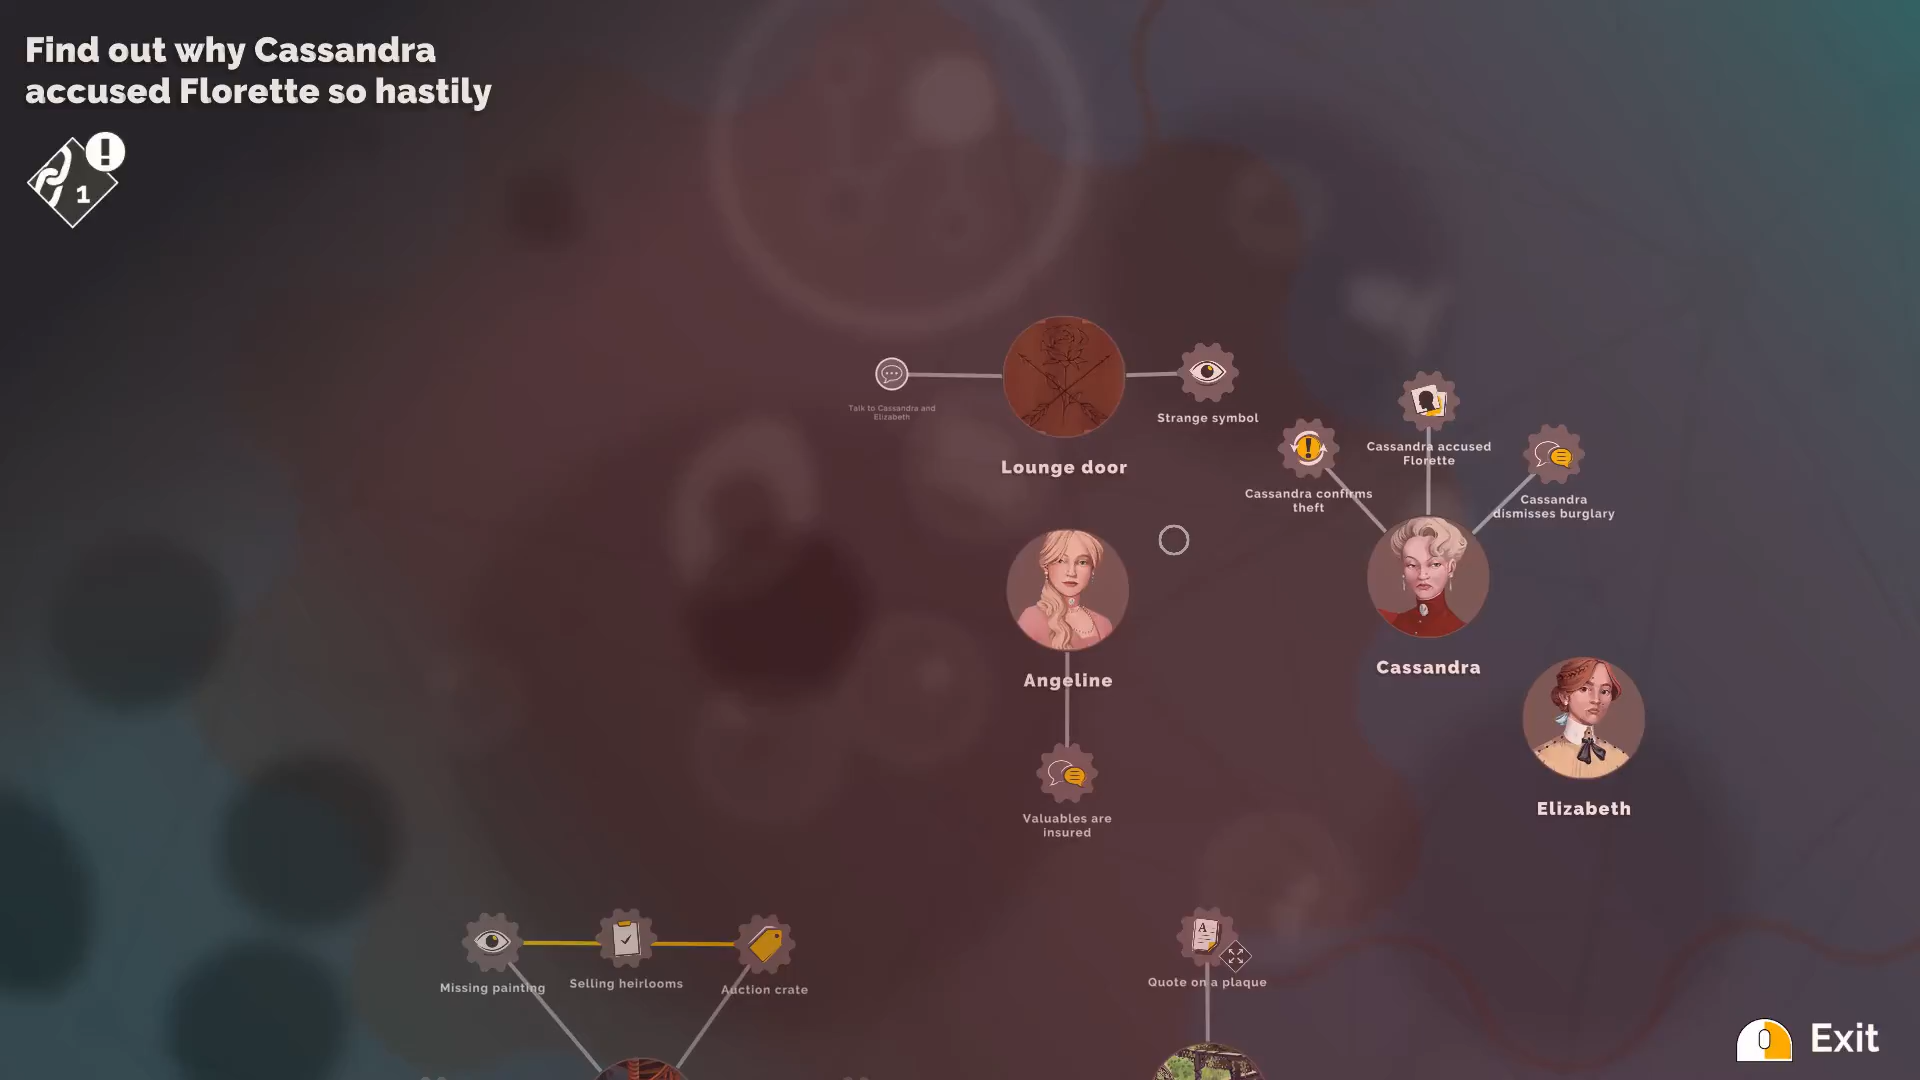 Find out why Cassandra
accused Florette so hastily
1
Talk to Cassandra and
Elizabeth
Lounge door
Strange symbol
Cassandra confirms
theft
Cassandra accused
Florette
Cassandra
dismisses burglary
Angeline
Cassandra
Elizabeth
Valuables are
insured
Missing painting
Selling heirlooms
Auction crate
A
Quote on a plaque
Exit